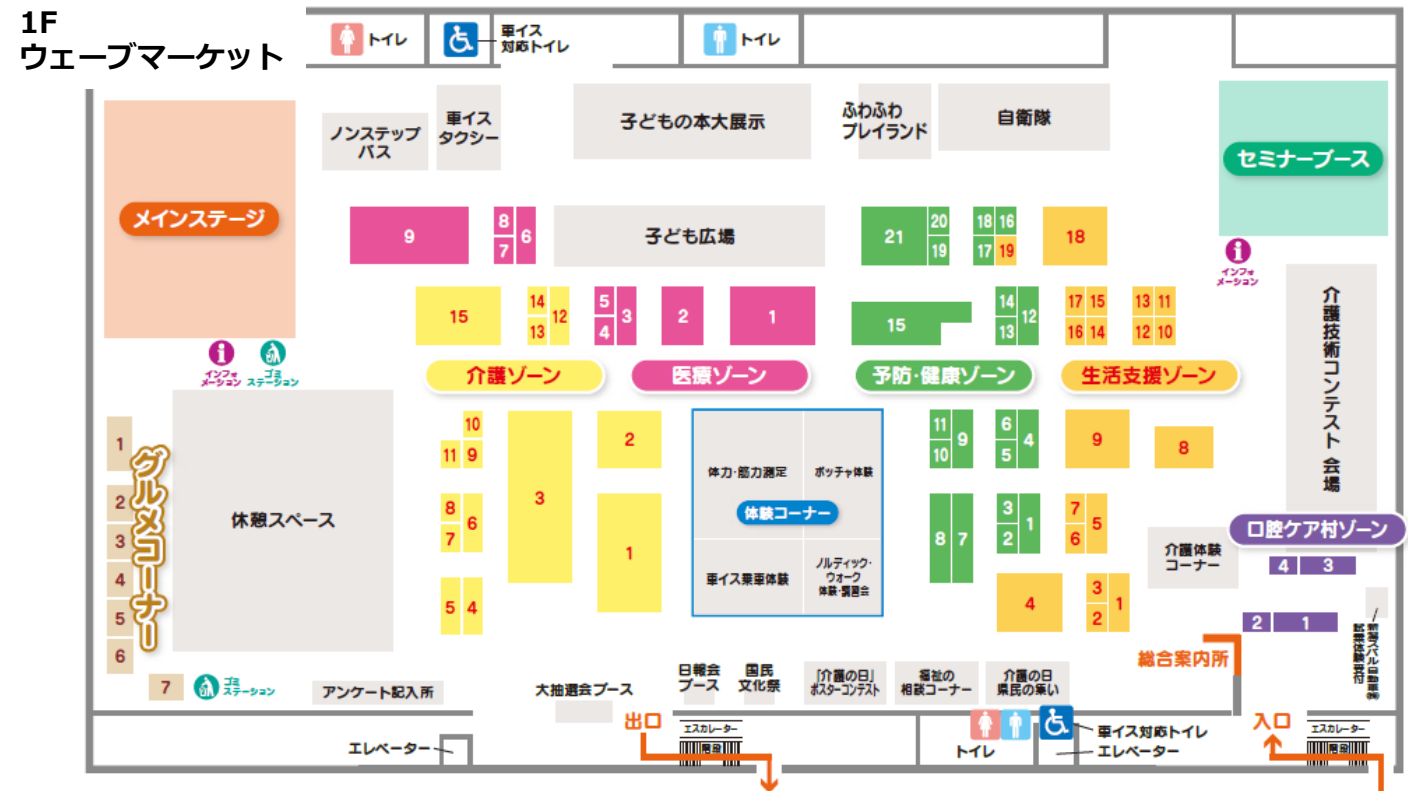 1F
ウェーブマーケット
トイレ
車イス
対応トイレ
トイレ
メインステージ
ノンステップ
バス
車イス
タクシー
子どもの本大展示
ふわふわ
プレイランド
自衛隊
セミナーブース
9
8
7
6
子ども広場
21
20
19
18
16
17
19
18
インフォ
メーション
15
14
13
12
5
4
3
2
1
15
14
13
12
17
15
16
14
13
11
12
10
介護技術コンテスト 会場
インフォ
メーション
ゴミ
ステーション
介護ゾーン
医療ゾーン
予防・健康ゾーン
生活支援ゾーン
グルメコーナー
1
2
3
4
5
6
7
休憩スペース
10
11
9
8
7
6
5
4
3
2
1
体力・筋力測定
ボッチャ体験
体験コーナー
車イス乗車体験
ノルディック・
ウォーク
体験・講習会
11
10
9
6
5
4
8
7
3
2
1
9
8
7
6
5
4
3
2
1
介護体験
コーナー
口腔ケア村ゾーン
4
3
2
1
新潟スバル自動車㈱
試乗体験受付
総合案内所
ゴミ
ステーション
アンケート記入所
大抽選会ブース
日報会
ブース
国民
文化祭
「介護の日」
ポスターコンテスト
福祉の
相談コーナー
介護の日
県民の集い
出口
エスカレーター
階段
エレベーター
トイレ
車イス対応トイレ
エレベーター
入口
エスカレーター
階段